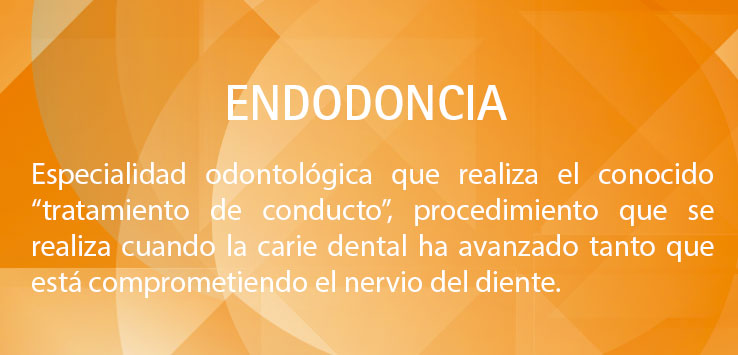 ENDODONCIA
Especialidad odontológica que realiza el conocido
“tratamiento de conducto”, procedimiento que se
realiza cuando la carie dental ha avanzado tanto que
está comprometiendo el nervio del diente.